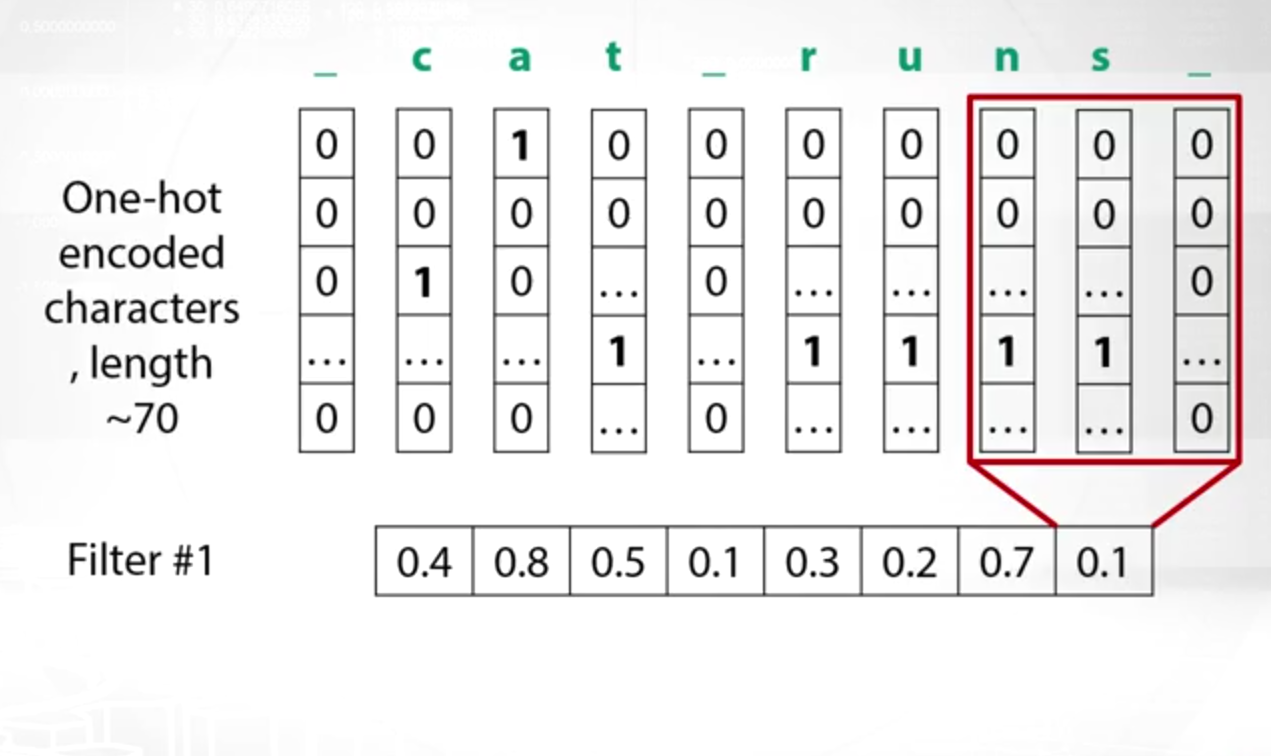 _ c a t _ r u n s _
0 0 1 0 0 0 0 0 0 0
0 0 0 0 0 0 0 0 0 0
0 1 0 ... 0 ... ... ... ... 0
... ... ... 1 ... 1 1 1 1 ...
0 0 0 ... 0 ... ... ... ... 0
One-hot
encoded
characters
, length
~70
Filter #1 0.4 0.8 0.5 0.1 0.3 0.2 0.7 0.1